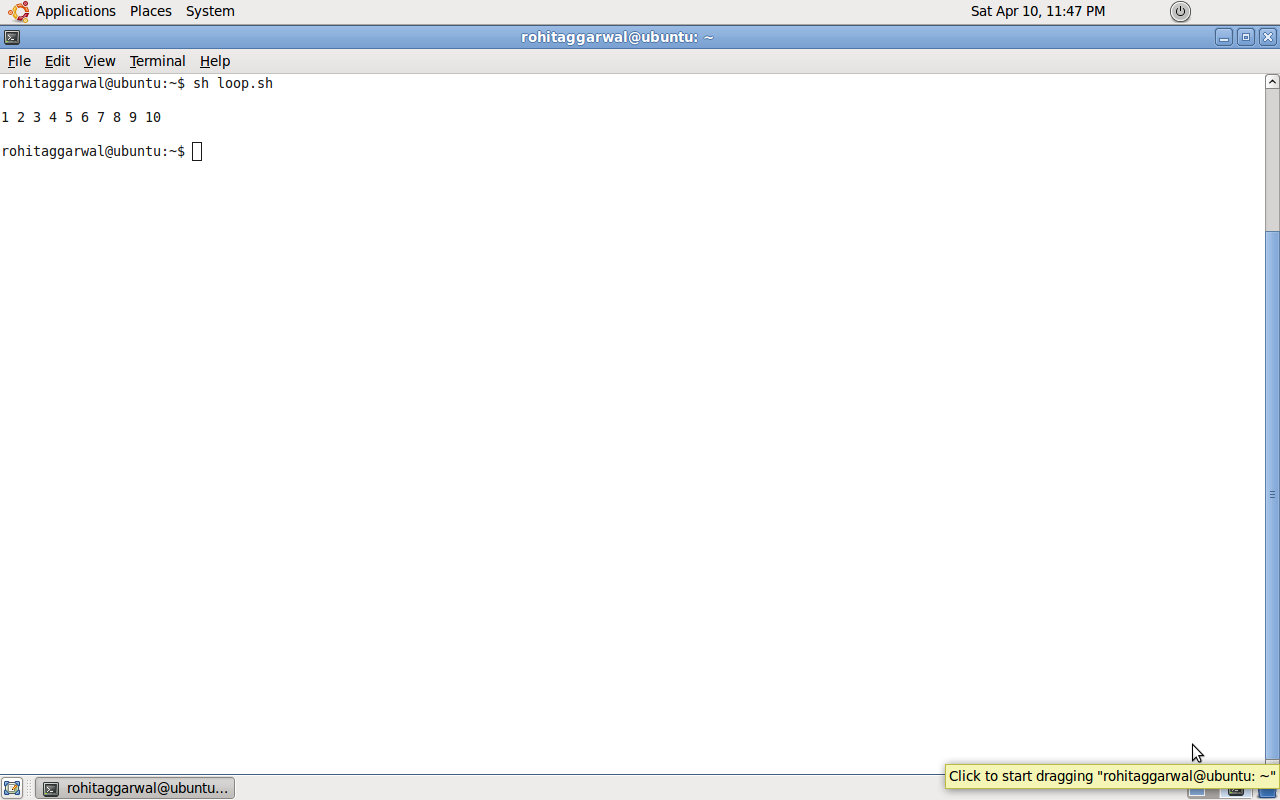 Applications Places System Sat Apr 10, 11:47 PM
rohitaggarwal@ubuntu: ~
File Edit View Terminal Help
rohitaggarwal@ubuntu:~$ sh loop.sh
1 2 3 4 5 6 7 8 9 10
rohitaggarwal@ubuntu:~$
Click to start dragging "rohitaggarwal@ubuntu: ~"
rohitaggarwal@ubuntu...